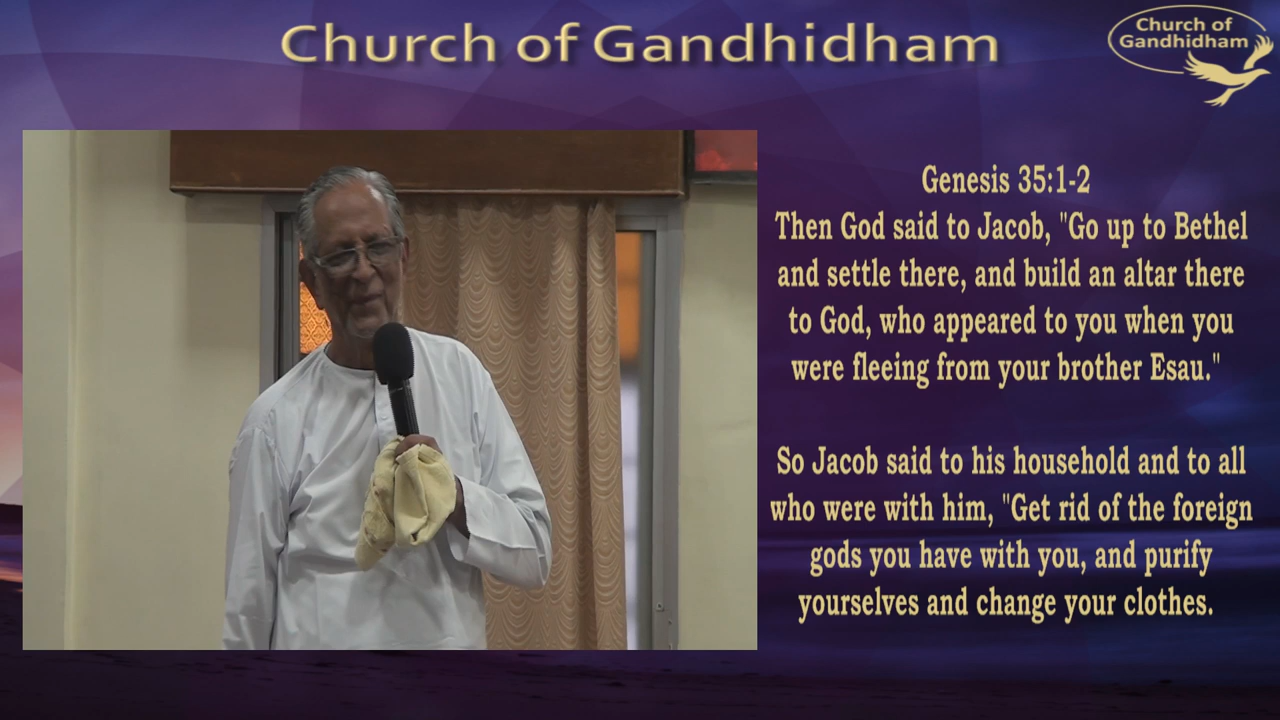 Church of Gandhidham
Church of
Gandhidham
Genesis 35:1-2
Then God said to Jacob, "Go up to Bethel
and settle there, and build an altar there
to God, who appeared to you when you
were fleeing from your brother Esau."
So Jacob said to his household and to all
who were with him, "Get rid of the foreign
gods you have with you, and purify
yourselves and change your clothes.